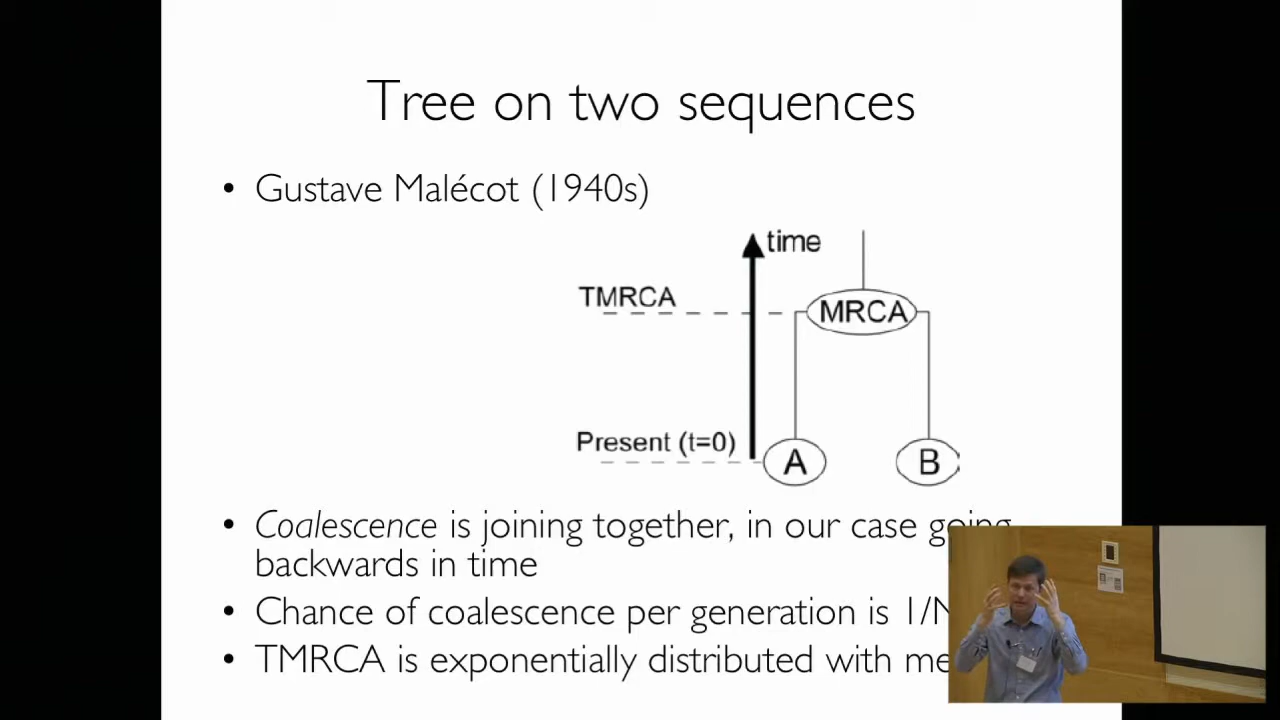 Tree on two sequences
• Gustave Malécot (1940s)
time
TMRCA
MRCA
Present (t=0)
A
B
• Coalescence is joining together, in our case going
backwards in time
• Chance of coalescence per generation is 1/N
• TMRCA is exponentially distributed with